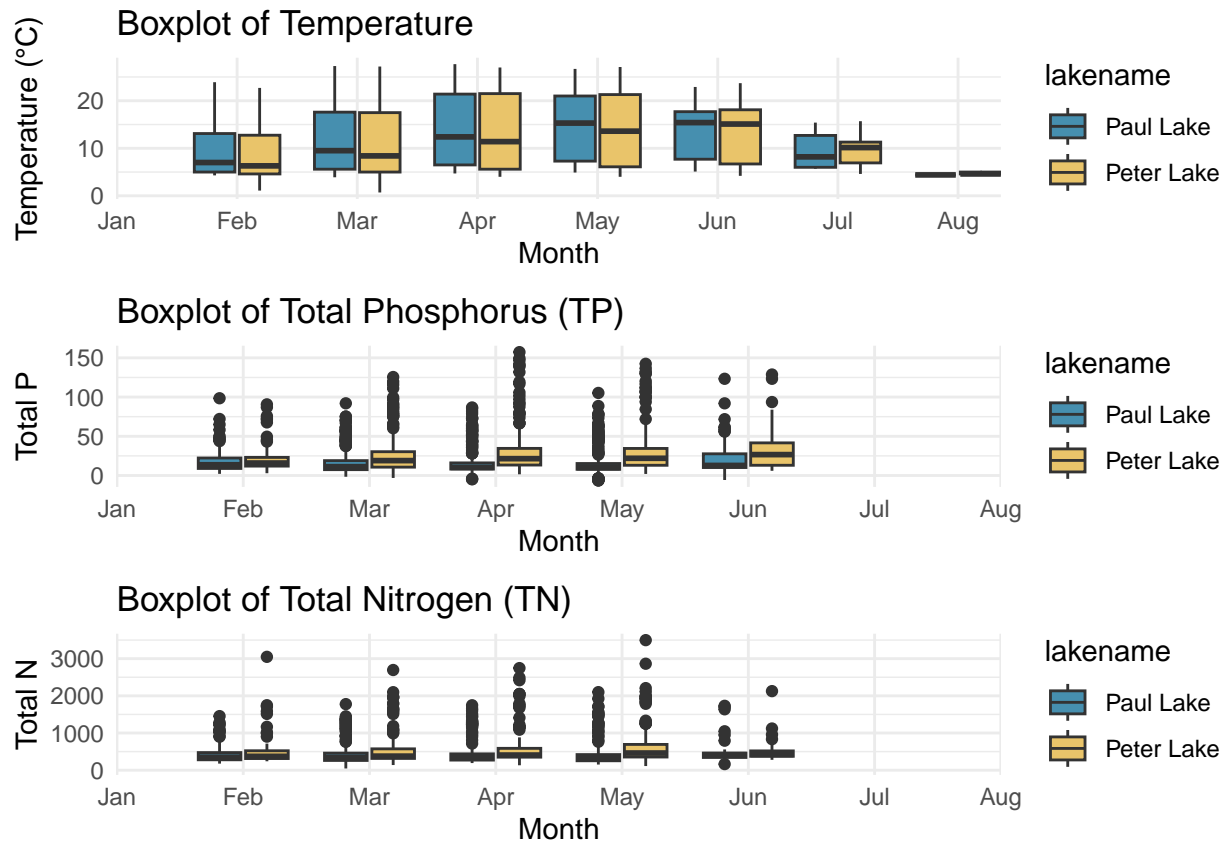 Boxplot of Temperature
Temperature (°C)
20
10
0
Jan Feb Mar Apr May Jun Jul Aug
Month
lakename
Paul Lake
Peter Lake
Boxplot of Total Phosphorus (TP)
Total P
150
100
50
0
Jan Feb Mar Apr May Jun Jul Aug
Month
lakename
Paul Lake
Peter Lake
Boxplot of Total Nitrogen (TN)
Total N
3000
2000
1000
0
Jan Feb Mar Apr May Jun Jul Aug
Month
lakename
Paul Lake
Peter Lake